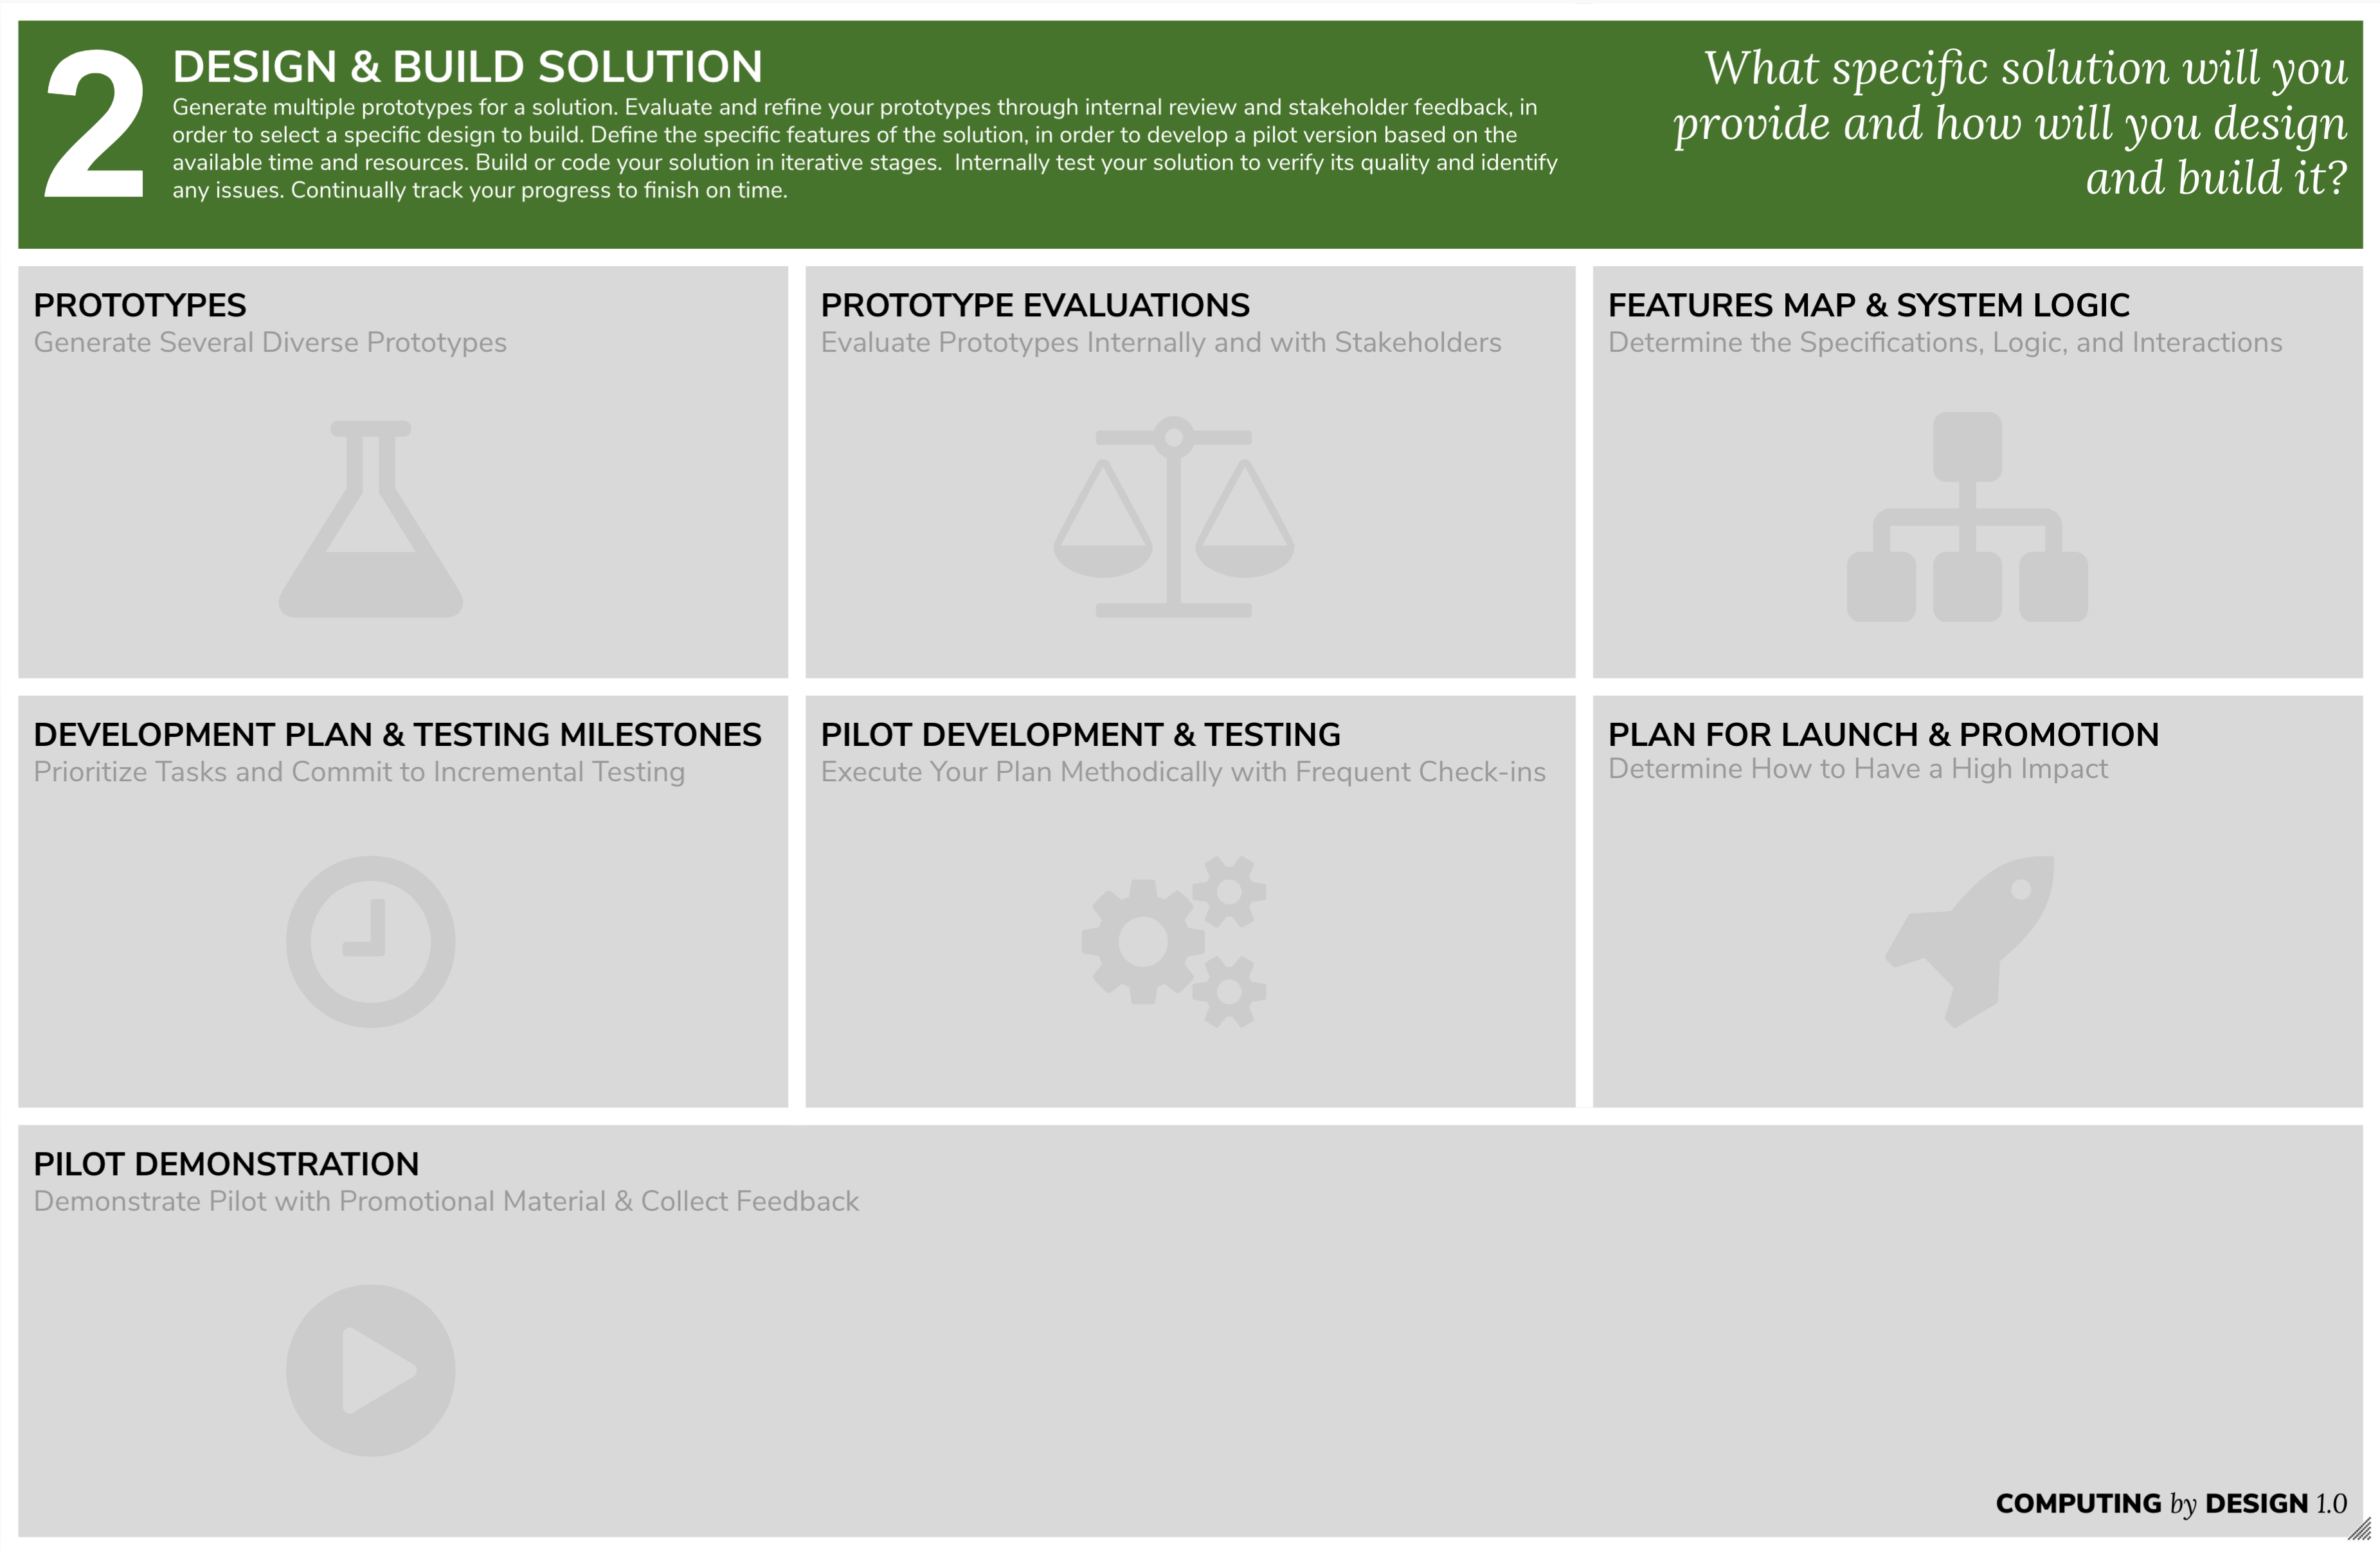 2
DESIGN & BUILD SOLUTION
Generate multiple prototypes for a solution. Evaluate and refine your prototypes through internal review and stakeholder feedback, in
order to select a specific design to build. Define the specific features of the solution, in order to develop a pilot version based on the
available time and resources. Build or code your solution in iterative stages.  Internally test your solution to verify its quality and identify
any issues. Continually track your progress to finish on time.
What specific solution will you
provide and how will you design
and build it?
PROTOTYPES
Generate Several Diverse Prototypes
PROTOTYPE EVALUATIONS
Evaluate Prototypes Internally and with Stakeholders
FEATURES MAP & SYSTEM LOGIC
Determine the Specifications, Logic, and Interactions
DEVELOPMENT PLAN & TESTING MILESTONES
Prioritize Tasks and Commit to Incremental Testing
PILOT DEVELOPMENT & TESTING
Execute Your Plan Methodically with Frequent Check-ins
PLAN FOR LAUNCH & PROMOTION
Determine How to Have a High Impact
PILOT DEMONSTRATION
Demonstrate Pilot with Promotional Material & Collect Feedback
COMPUTING by DESIGN 1.0